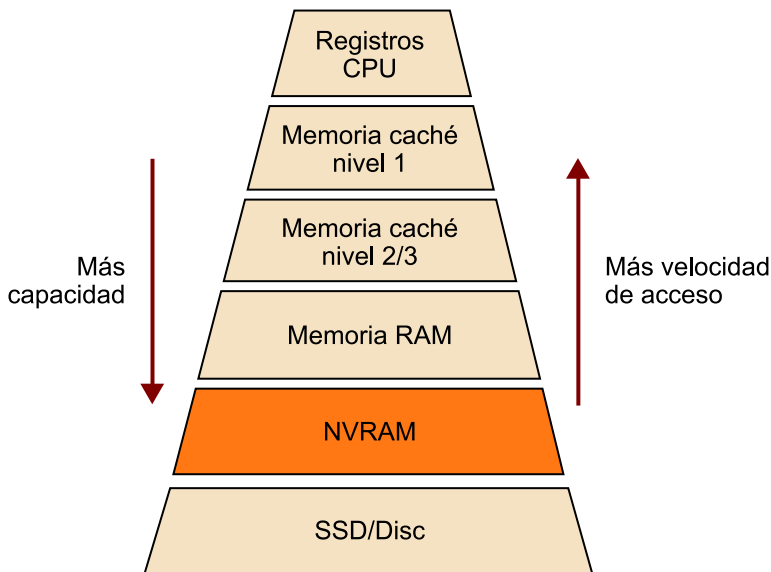 Registros
CPU
Memoria caché
nivel 1
Memoria caché
nivel 2/3
Más
capacidad
Más velocidad
de acceso
Memoria RAM
NVRAM
SSD/Disc